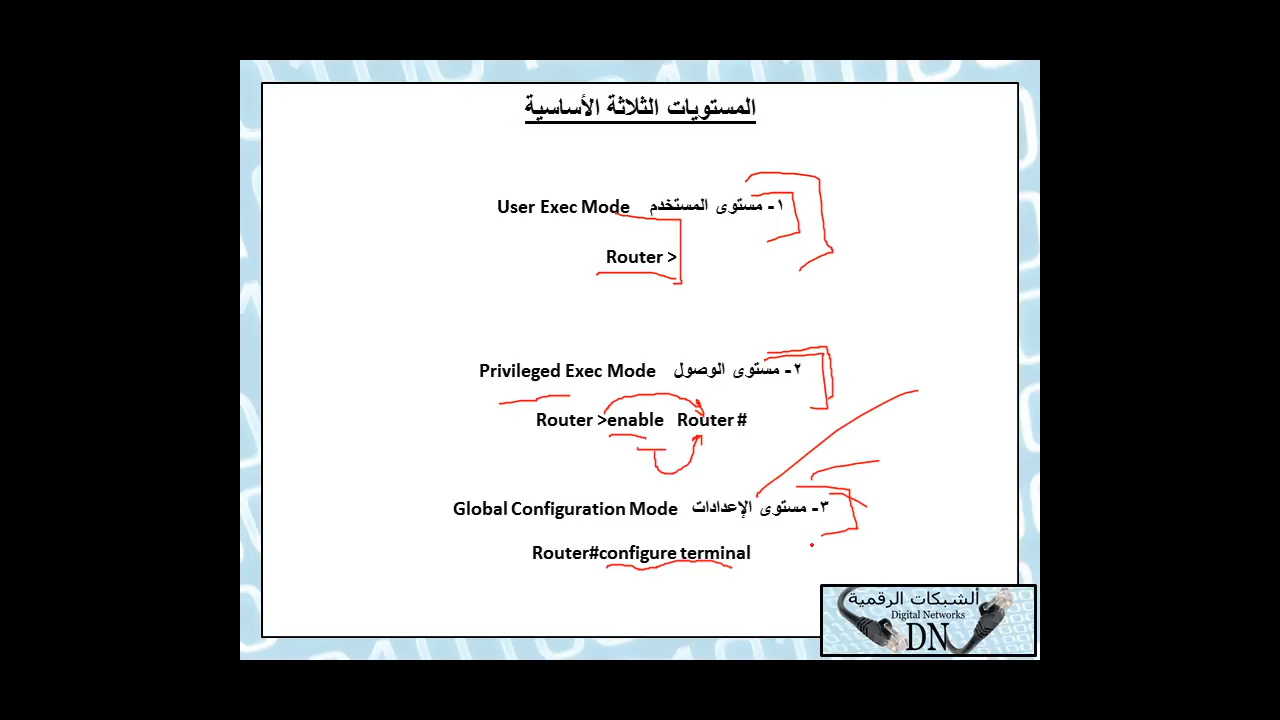 المستويات الثلاثة الأساسية
١- مستوى المستخدم User Exec Mode
Router >
٢- مستوى الوصول Privileged Exec Mode
Router >enable Router #
٣- مستوى الإعدادات Global Configuration Mode
Router#configure terminal
ألشبكات الرقمية
Digital Networks
DN